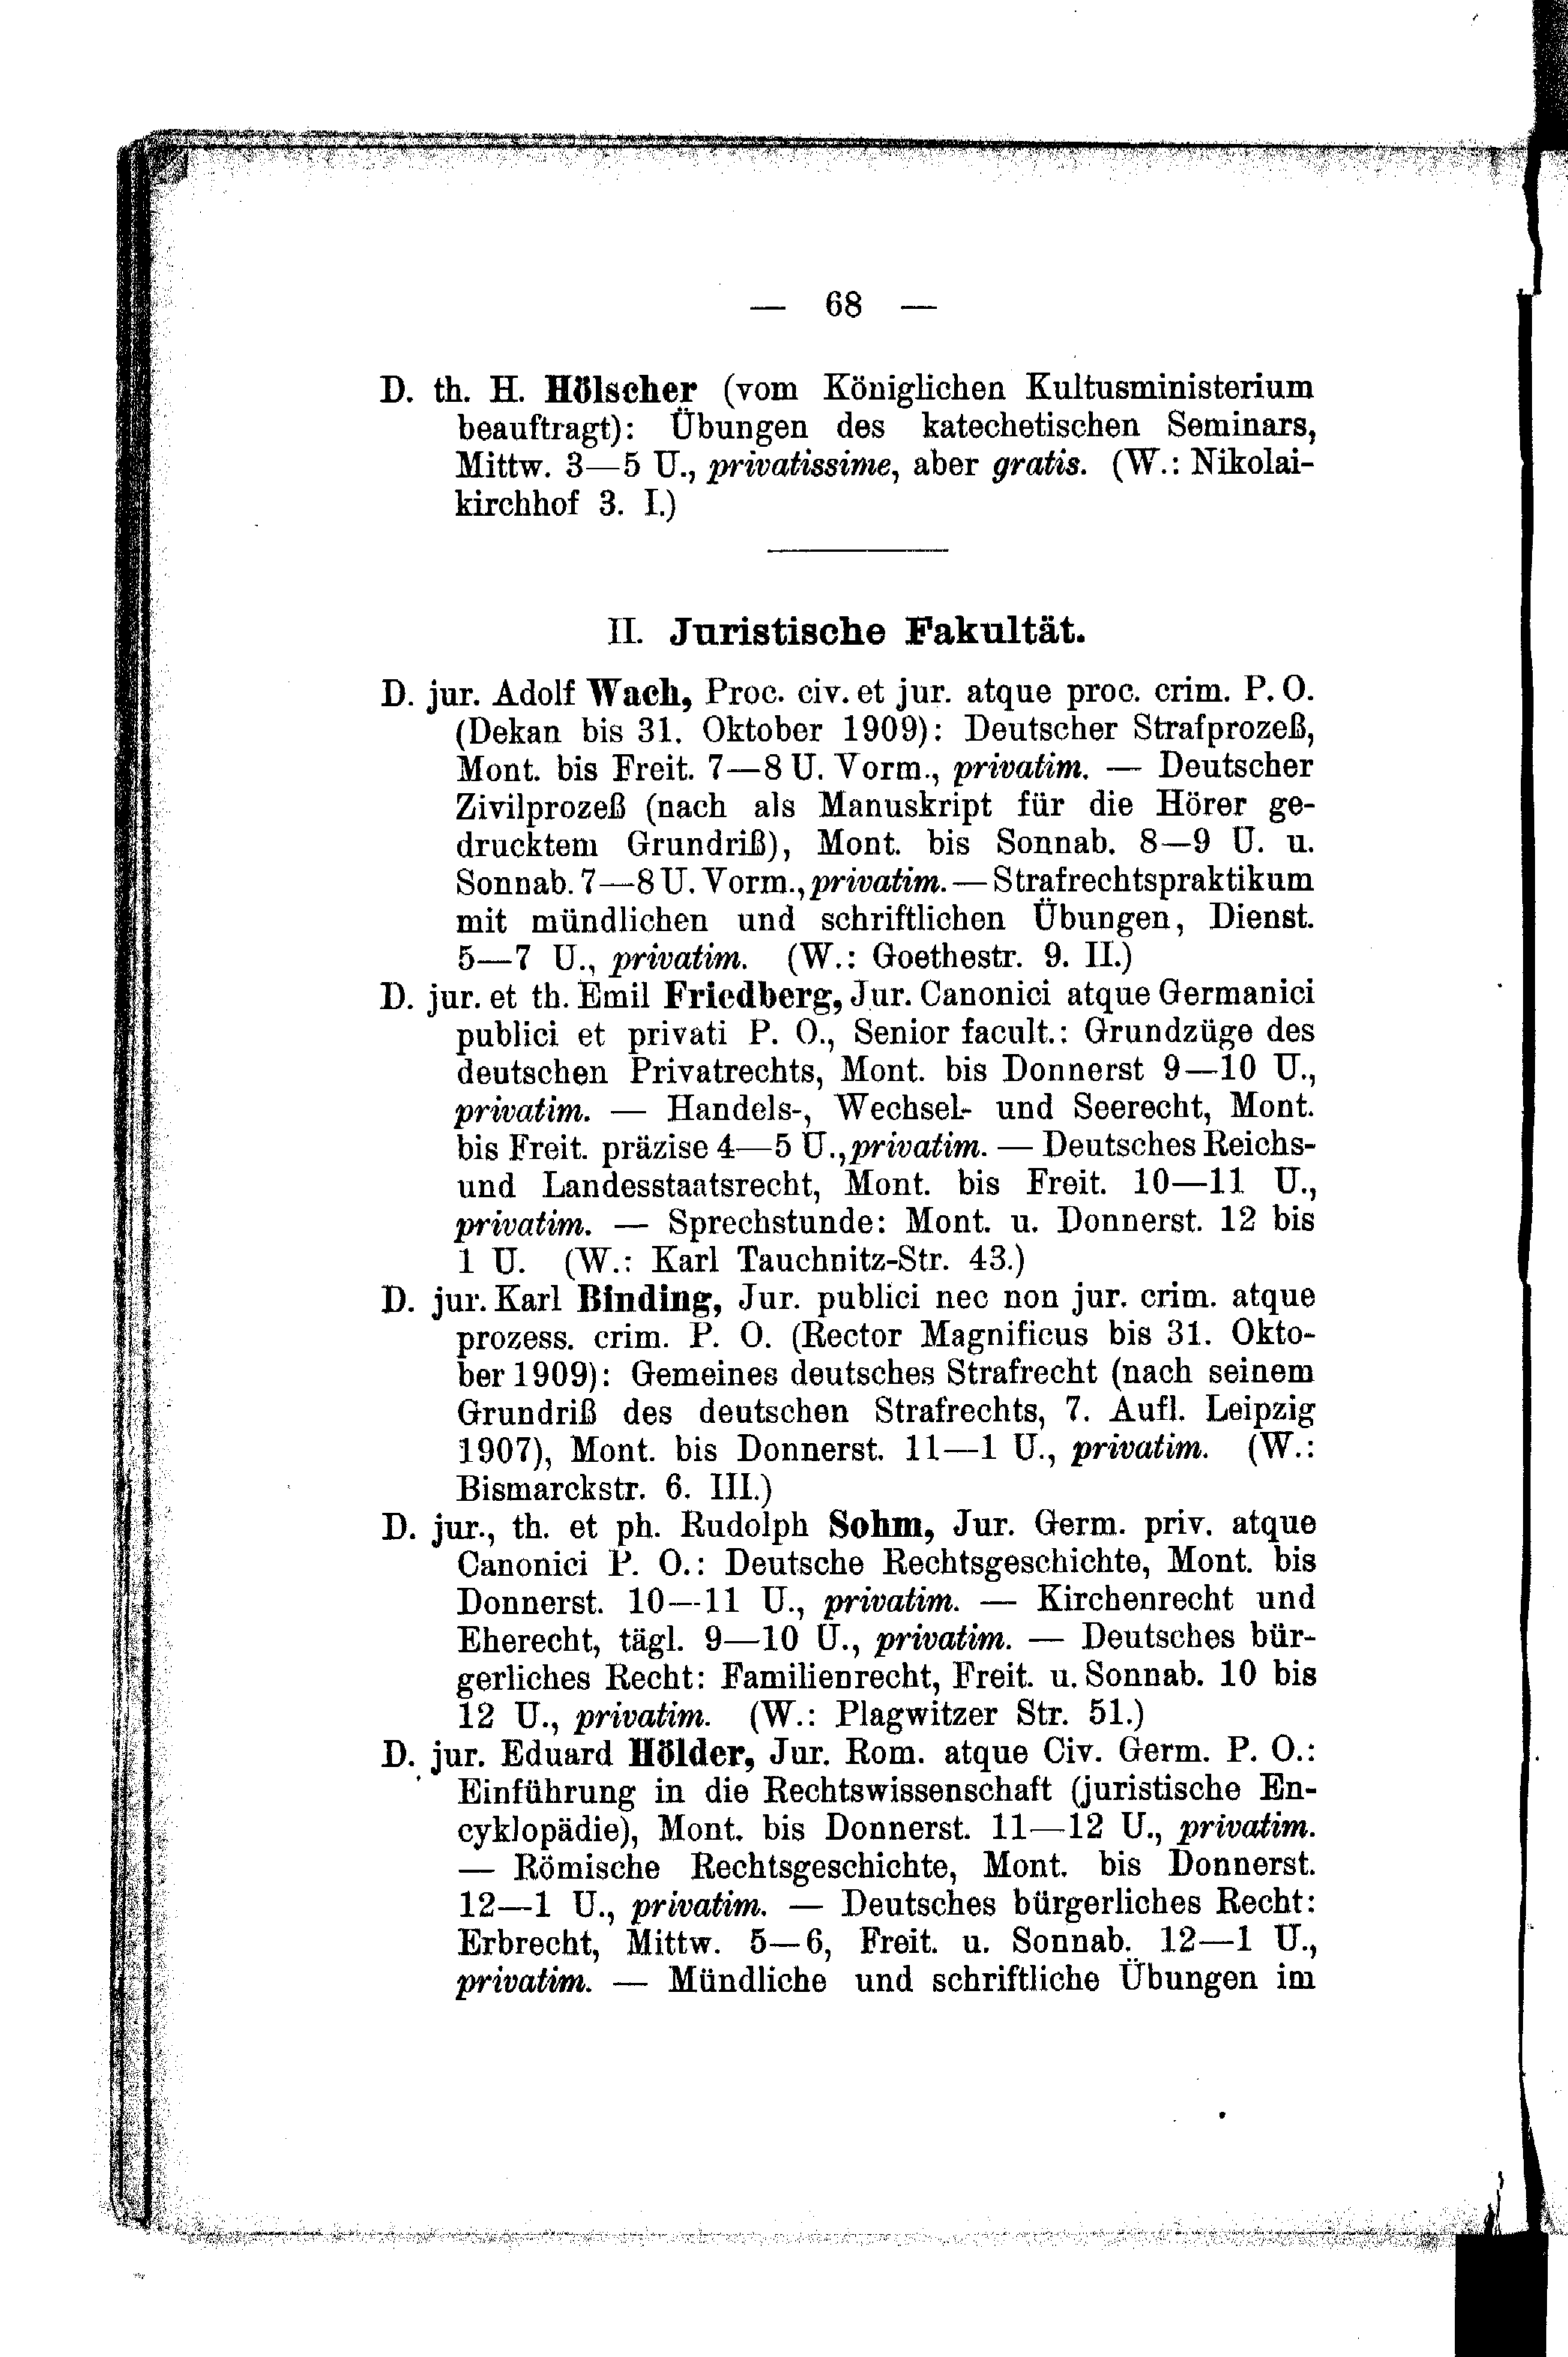 — 68 —
D. th. H. Hölscher (vom Königlichen Kultusministerium
beauftragt): Übungen des katechetischen Seminars,
Mittw. 3—5 U., privatissime, aber gratis. (W.: Nikolai-
kirchhof 3. I.)
II. Juristische Fakultät.
D. jur. Adolf Wach, Proc. civ. et jur. atque proc. crim. P. O.
(Dekan bis 31. Oktober 1909): Deutscher Strafprozeß,
Mont. bis Freit. 7—8 U. Vorm., privatim. — Deutscher
Zivilprozeß (nach als Manuskript für die Hörer ge-
drucktem Grundriß), Mont. bis Sonnab. 8—9 U. u.
Sonnab. 7—8 U. Vorm., privatim. — Strafrechtspraktikum
mit mündlichen und schriftlichen Übungen, Dienst.
5—7 U., privatim. (W.: Goethestr. 9. II.)
D. jur. et th. Emil Friedberg, Jur. Canonici atque Germanici
publici et privati P. O., Senior facult.: Grundzüge des
deutschen Privatrechts, Mont. bis Donnerst 9—10 U.,
privatim. — Handels-, Wechsel- und Seerecht, Mont.
bis Freit. präzise 4—5 U., privatim. — Deutsches Reichs-
und Landesstaatsrecht, Mont. bis Freit. 10—11 U.,
privatim. — Sprechstunde: Mont. u. Donnerst. 12 bis
1 U. (W.: Karl Tauchnitz-Str. 43.)
D. jur. Karl Binding, Jur. publici nec non jur. crim. atque
prozess. crim. P. O. (Rector Magnificus bis 31. Okto-
ber 1909): Gemeines deutsches Strafrecht (nach seinem
Grundriß des deutschen Strafrechts, 7. Aufl. Leipzig
1907), Mont. bis Donnerst. 11—1 U., privatim. (W.:
Bismarckstr. 6. III.)
D. jur., th. et ph. Rudolph Sohm, Jur. Germ. priv. atque
Canonici P. O.: Deutsche Rechtsgeschichte, Mont. bis
Donnerst. 10—11 U., privatim. — Kirchenrecht und
Eherecht, tägl. 9—10 U., privatim. — Deutsches bür-
gerliches Recht: Familienrecht, Freit. u. Sonnab. 10 bis
12 U., privatim. (W.: Plagwitzer Str. 51.)
D. jur. Eduard Hölder, Jur. Rom. atque Civ. Germ. P. O.:
Einführung in die Rechtswissenschaft (juristische En-
cyklopädie), Mont. bis Donnerst. 11—12 U., privatim.
— Römische Rechtsgeschichte, Mont. bis Donnerst.
12—1 U., privatim. — Deutsches bürgerliches Recht:
Erbrecht, Mittw. 5—6, Freit. u. Sonnab. 12—1 U.,
privatim. — Mündliche und schriftliche Übungen im